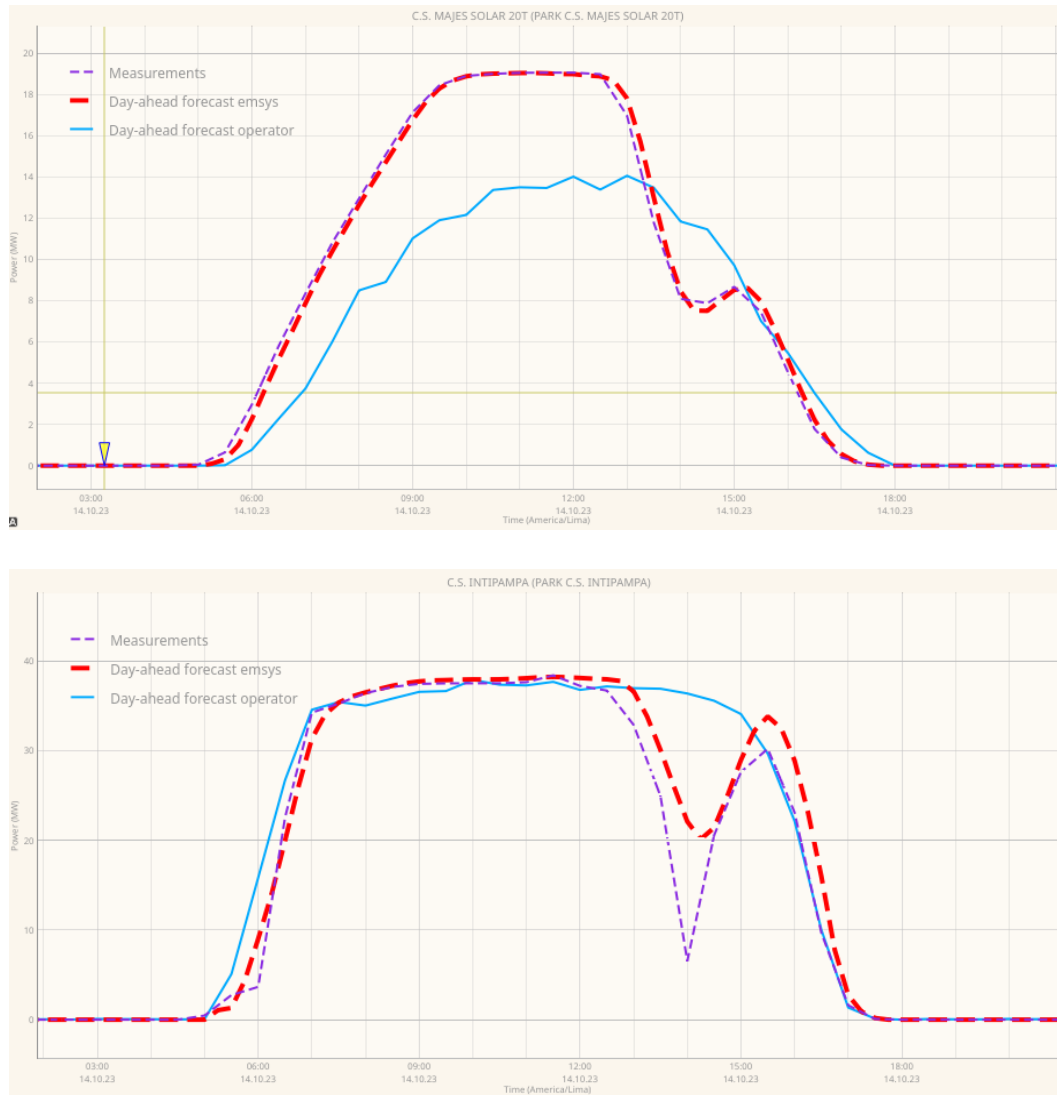 C.S. MAJES SOLAR 20T (PARK C.S. MAJES SOLAR 20T)
20
18
16
14
12
10
8
6
4
2
0
Power (MW)
Measurements
Day-ahead forecast emsys
Day-ahead forecast operator
03:00 06:00 09:00 12:00 15:00 18:00
14.10.23 14.10.23 14.10.23 14.10.23 14.10.23 14.10.23
Time (America/Lima)
A
C.S. INTIPAMPA (PARK C.S. INTIPAMPA)
40
30
20
10
0
Power (MW)
Measurements
Day-ahead forecast emsys
Day-ahead forecast operator
03:00 06:00 09:00 12:00 15:00 18:00
14.10.23 14.10.23 14.10.23 14.10.23 14.10.23 14.10.23
Time (America/Lima)